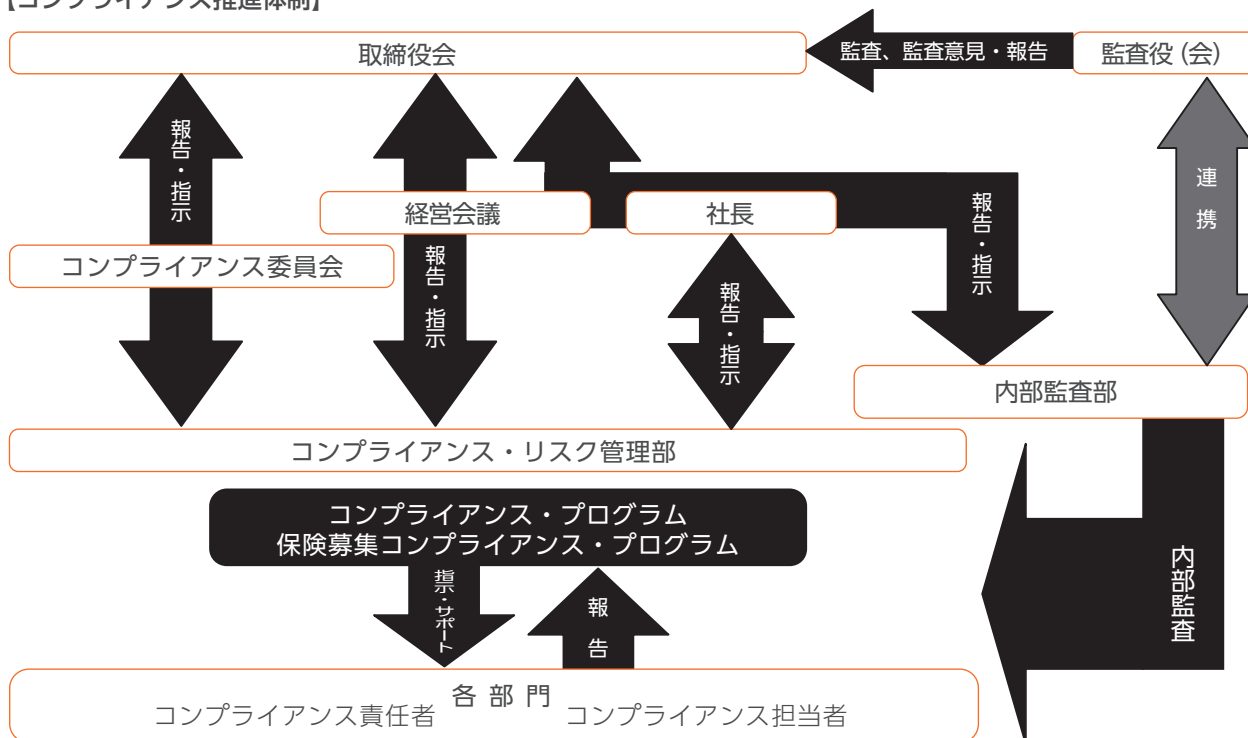 【コンプライアンス推進体制】
取締役会
監査、監査意見・報告
監査役(会)
報告・指示
連携
経営会議
社長
報告・指示
コンプライアンス委員会
報告・指示
報告・指示
内部監査部
コンプライアンス・リスク管理部
コンプライアンス・プログラム
保険募集コンプライアンス・プログラム
内部監査
指示・サポート
報告
各部門
コンプライアンス責任者
コンプライアンス担当者